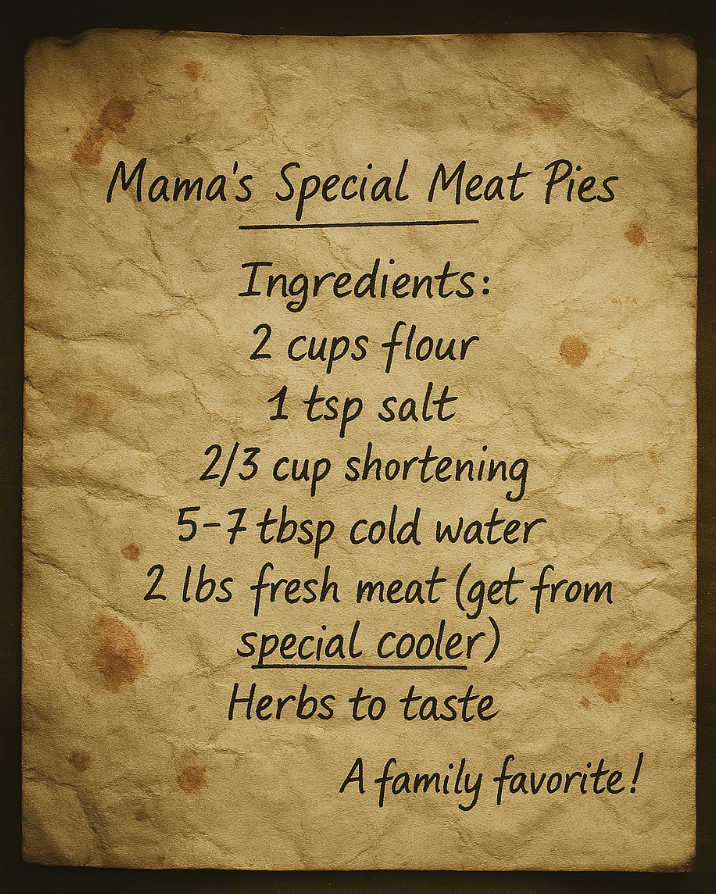 Mama's Special Meat Pies
Ingredients:
2 cups flour
1 tsp salt
2/3 cup shortening
5-7 tbsp cold water
2 lbs fresh meat (get from
special cooler)
Herbs to taste
A family favorite!